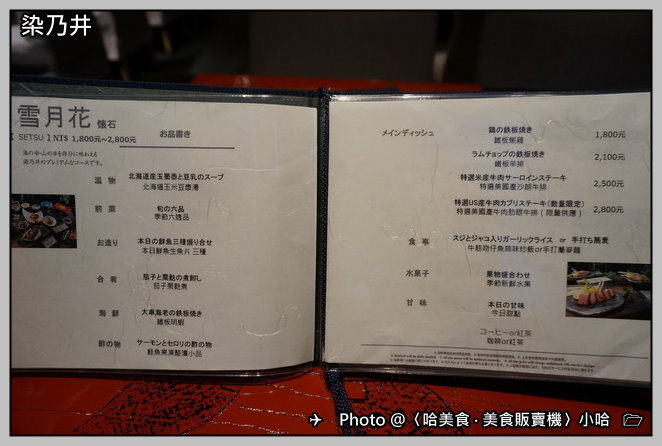 染乃井
雪月花 懐石
【 SETSU 】NT$ 1,800元~2,800元
お品書き
海の幸・山の幸を存分に味わえる
染乃井のプレミアムなコースです。
温 物
北海道産玉蜀黍と豆乳のスープ
北海道玉米豆漿湯
前 菜
旬の六品
季節六逸品
お造り
本日の鮮魚三種盛り合せ
本日鮮魚生魚片 三種
合 肴
茄子と粟麩の煮卸し
茄子粟麩煮
海 鮮
大車海老の鉄板焼き
鐵板明蝦
酢の物
サーモンとセロリの酢の物
鮭魚果凍酸漬小品
メインディッシュ
鶏の鉄板焼き 1,800元
鐵板嫩雞
ラムチョップの鉄板焼き 2,100元
鐵板羊排
特選米産牛肉サーロインステーキ 2,500元
特選美國產沙朗牛排
特選US産牛肉カブリステーキ(数量限定) 2,800元
特選美國產牛肉肋眼牛排 ( 限量供應 )
食 事
スジとジャコ入りガーリックライス or 手打ち蕎麦
牛筋吻仔魚蒜味炒飯or手打蕎麥麵
水菓子
果物盛合わせ
季節新鮮水果
甘 味
本日の甘味
今日甜點
コーヒーor紅茶
咖啡or紅茶
Photo @〈哈美食‧美食販賣機〉小哈